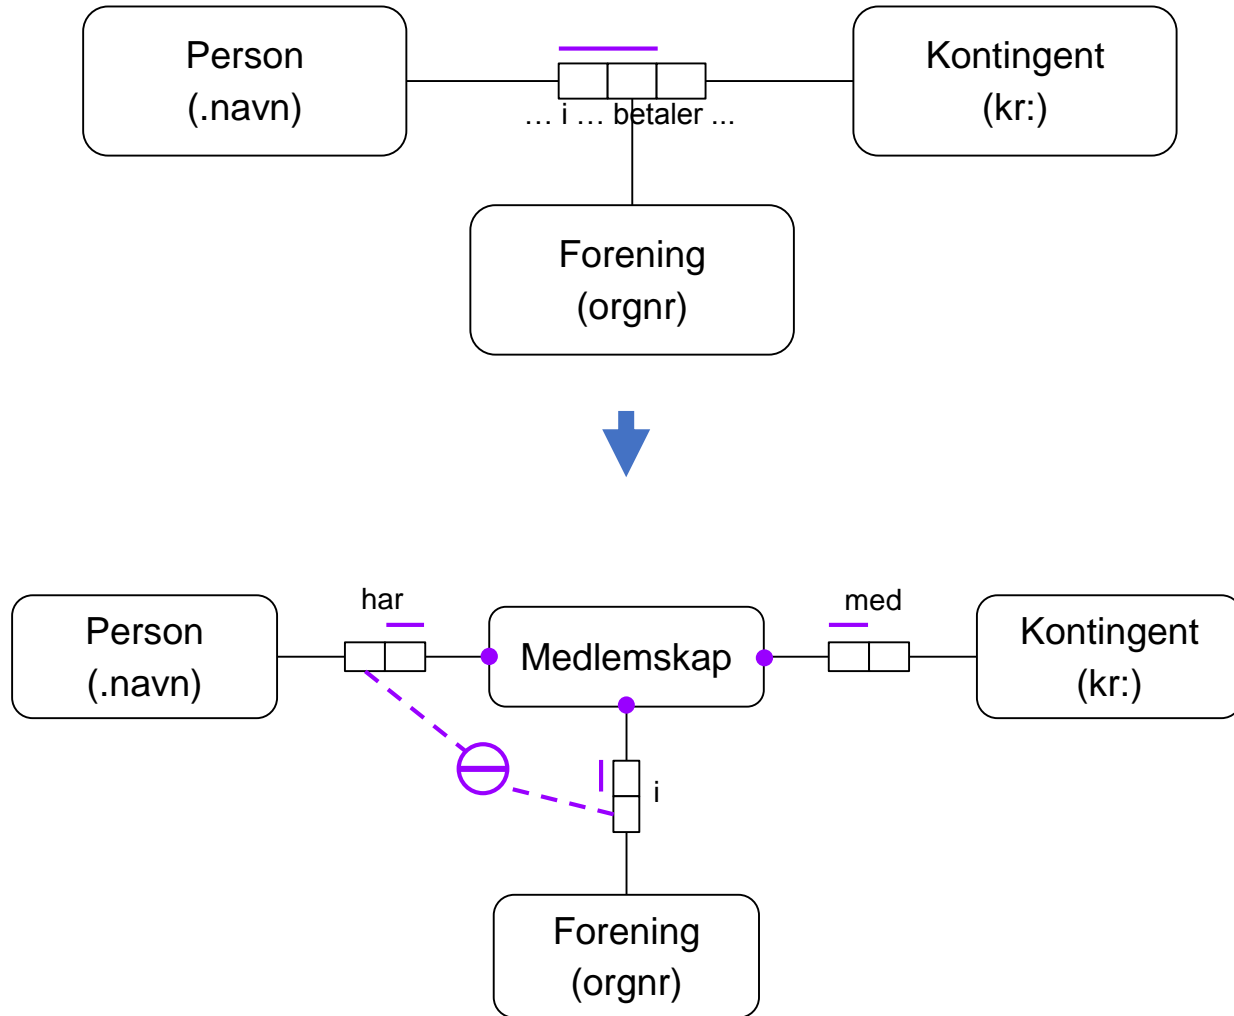 Person
(.navn)
Kontingent
(kr:)
… i … betaler ...
Forening
(orgnr)
har
med
Person
(.navn)
Medlemskap
Kontingent
(kr:)
i
Forening
(orgnr)